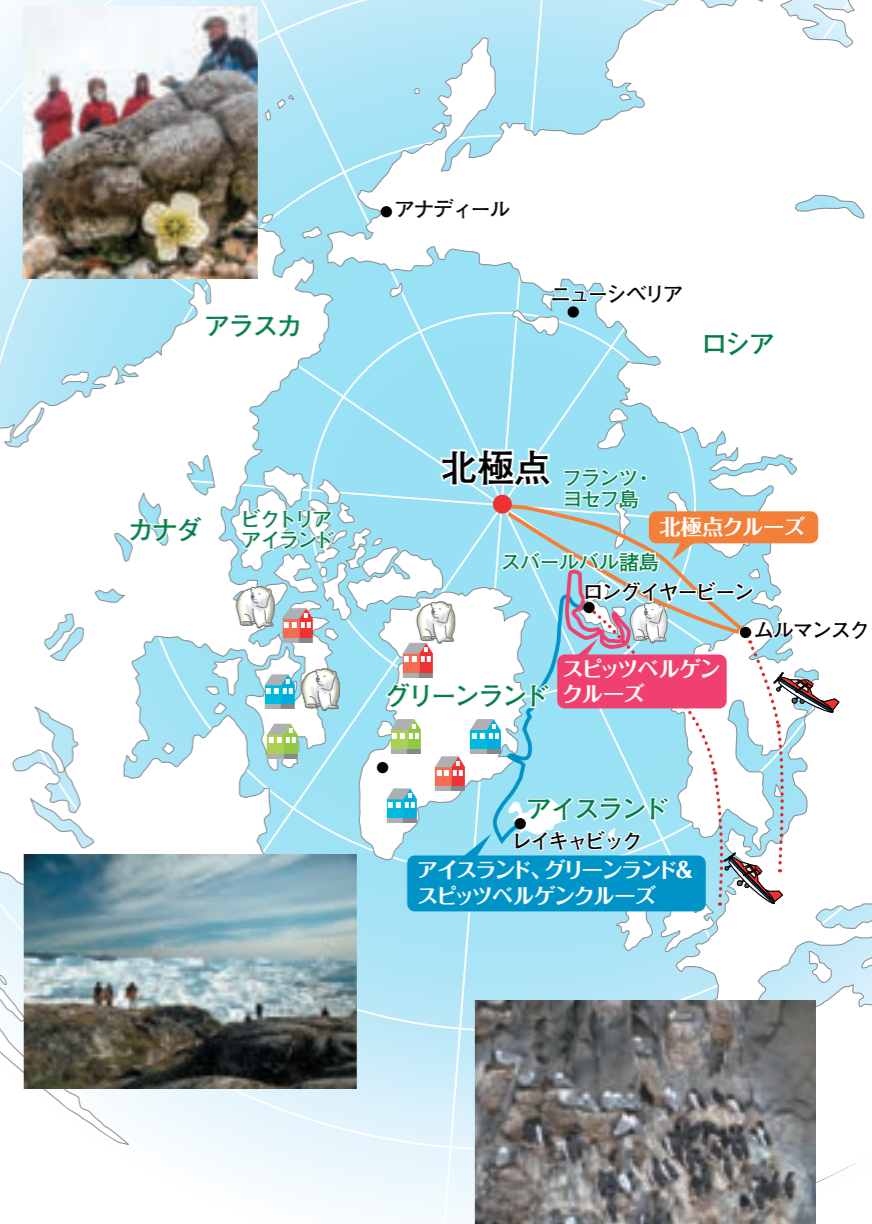 アナディール
ニューシベリア
アラスカ
ロシア
北極点
フランツ・
ヨセフ島
カナダ
ビクトリア
アイランド
北極点クルーズ
スバールバル諸島
ロングイヤービーン
ムルマンスク
スピッツベルゲン
クルーズ
グリーンランド
アイスランド
レイキャビック
アイスランド、グリーンランド&
スピッツベルゲンクルーズ